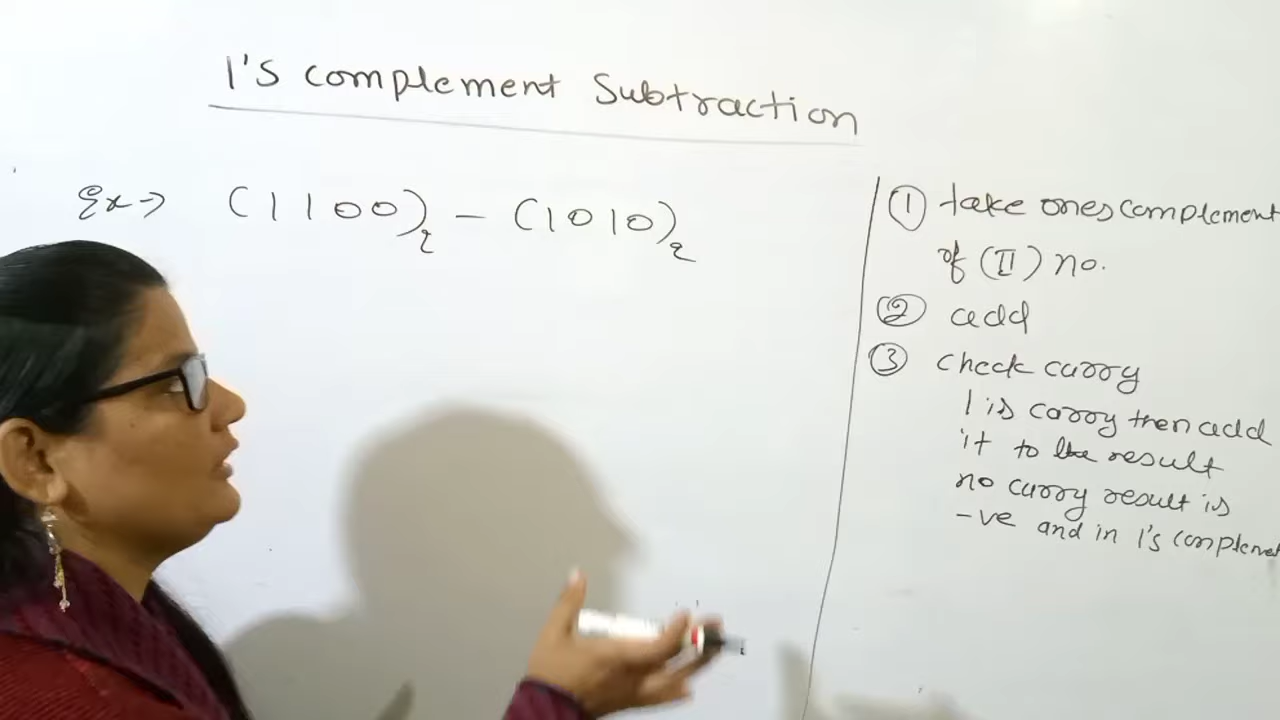 1's complement Subtraction
Ex→ (1100)₂ - (1010)₂
① take ones complement
of (II) no.
② add
③ check carry
1 is carry then add
it to the result
no carry result is
-ve and in 1's complemet